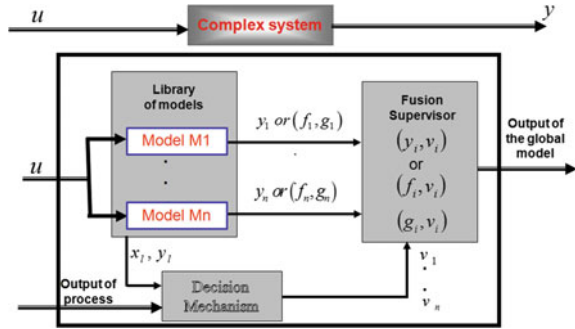 u
Complex system
y
Library
of models
Model M1
.
.
Model Mn
u
y₁ or (f₁, g₁)
.
yₙ or (fₙ, gₙ)
Fusion
Supervisor
(yᵢ, vᵢ)
or
(fᵢ, vᵢ)
(gᵢ, vᵢ)
Output of
the global
model
x_l , y_l
Output of
process
Decision
Mechanism
v₁
.
.
vₙ